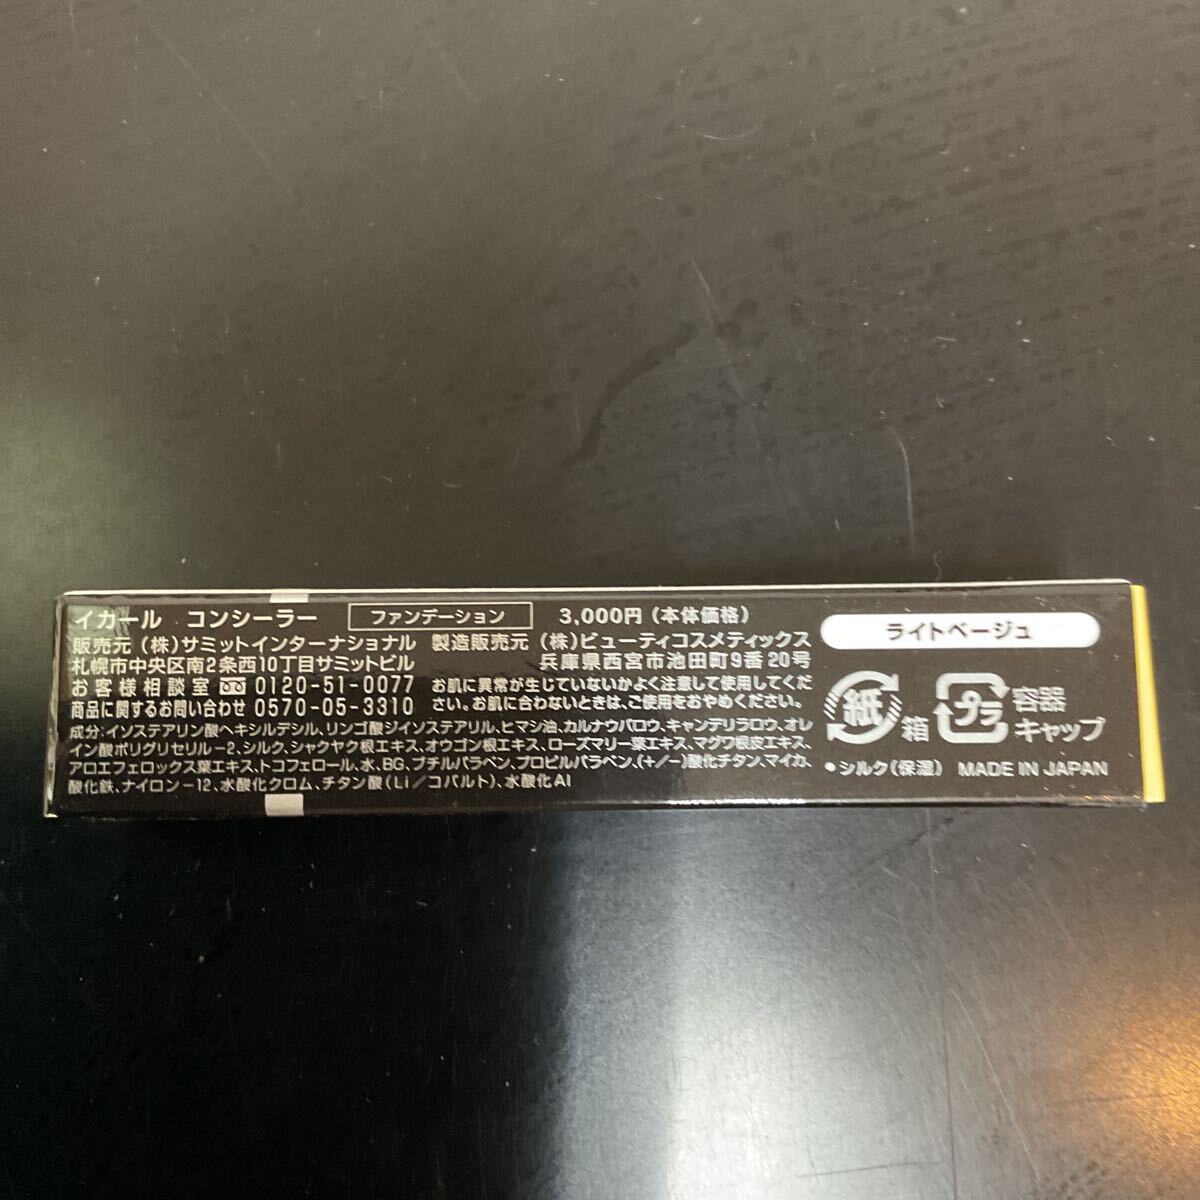 イカール コンシーラー ファンデーション 3,000円(本体価格)
販売元 (株)サミットインターナショナル
札幌市中央区南2条西10丁目サミットビル
お客様相談室 0120-51-0077
商品に関するお問い合わせ 0570-05-3310
製造販売元 (株)ビューティコスメティックス
兵庫県西宮市池田町9番20号
お肌に異常が生じていないかよく注意して使用してくだ
さい。お肌に合わないときは、ご使用をおやめください。
成分:イソステアリン酸ヘキシルデシル、リンゴ酸ジイソステアリル、ヒマシ油、カルナウバロウ、キャンデリラロウ、オレ
イン酸ポリグリセリル-2、シルク、シャクヤク根エキス、オウゴン根エキス、ローズマリー葉エキス、マグワ根皮エキス、
アロエフェロックス葉エキス、トコフェロール、水、BG、ブチルパラベン、プロピルパラベン、(+/-)酸化チタン、マイカ、
酸化鉄、ナイロン-12、水酸化クロム、チタン酸(Li/コバルト)、水酸化Al
ライトベージュ
紙 箱
プラ 容器
キャップ
•シルク(保湿) MADE IN JAPAN